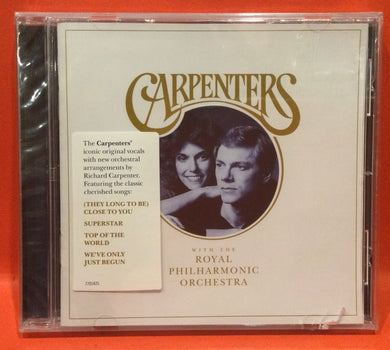 CARPENTERS
The Carpenters'
iconic original vocals
with new orchestral
arrangements by
Richard Carpenter.
Featuring the classic
cherished songs:
(THEY LONG TO BE)
CLOSE TO YOU
SUPERSTAR
TOP OF THE
WORLD
WE'VE ONLY
JUST BEGUN
WITH THE
ROYAL
PHILHARMONIC
ORCHESTRA